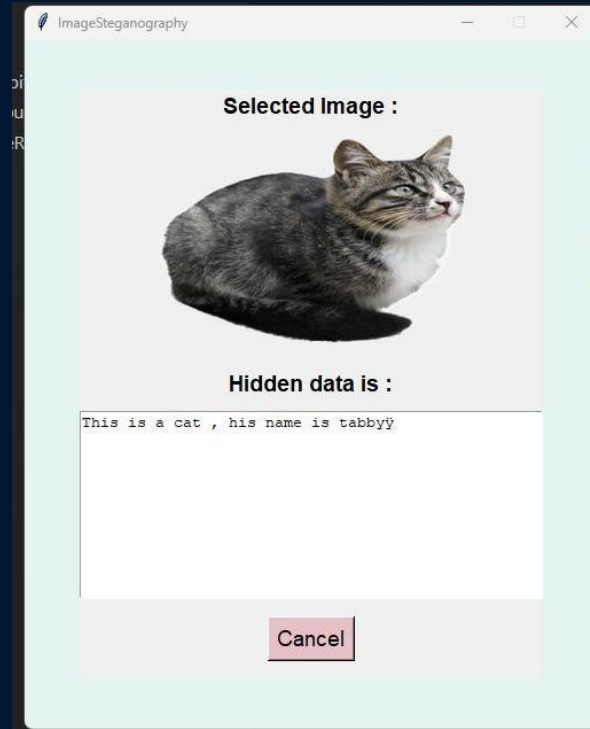 ImageSteganography
Selected Image :
Hidden data is :
This is a cat , his name is tabbyÿ
Cancel